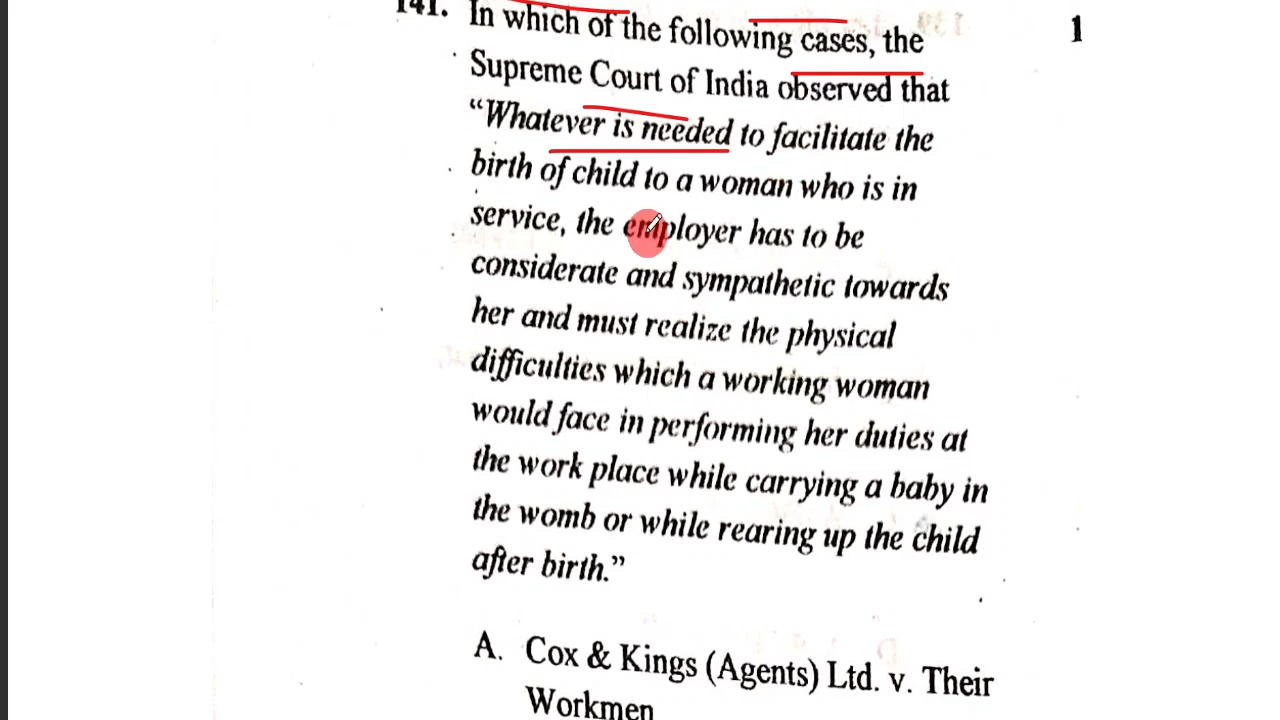 141. In which of the following cases, the 1
Supreme Court of India observed that
“Whatever is needed to facilitate the
birth of child to a woman who is in
service, the employer has to be
considerate and sympathetic towards
her and must realize the physical
difficulties which a working woman
would face in performing her duties at
the work place while carrying a baby in
the womb or while rearing up the child
after birth.”
A. Cox & Kings (Agents) Ltd. v. Their
Workmen